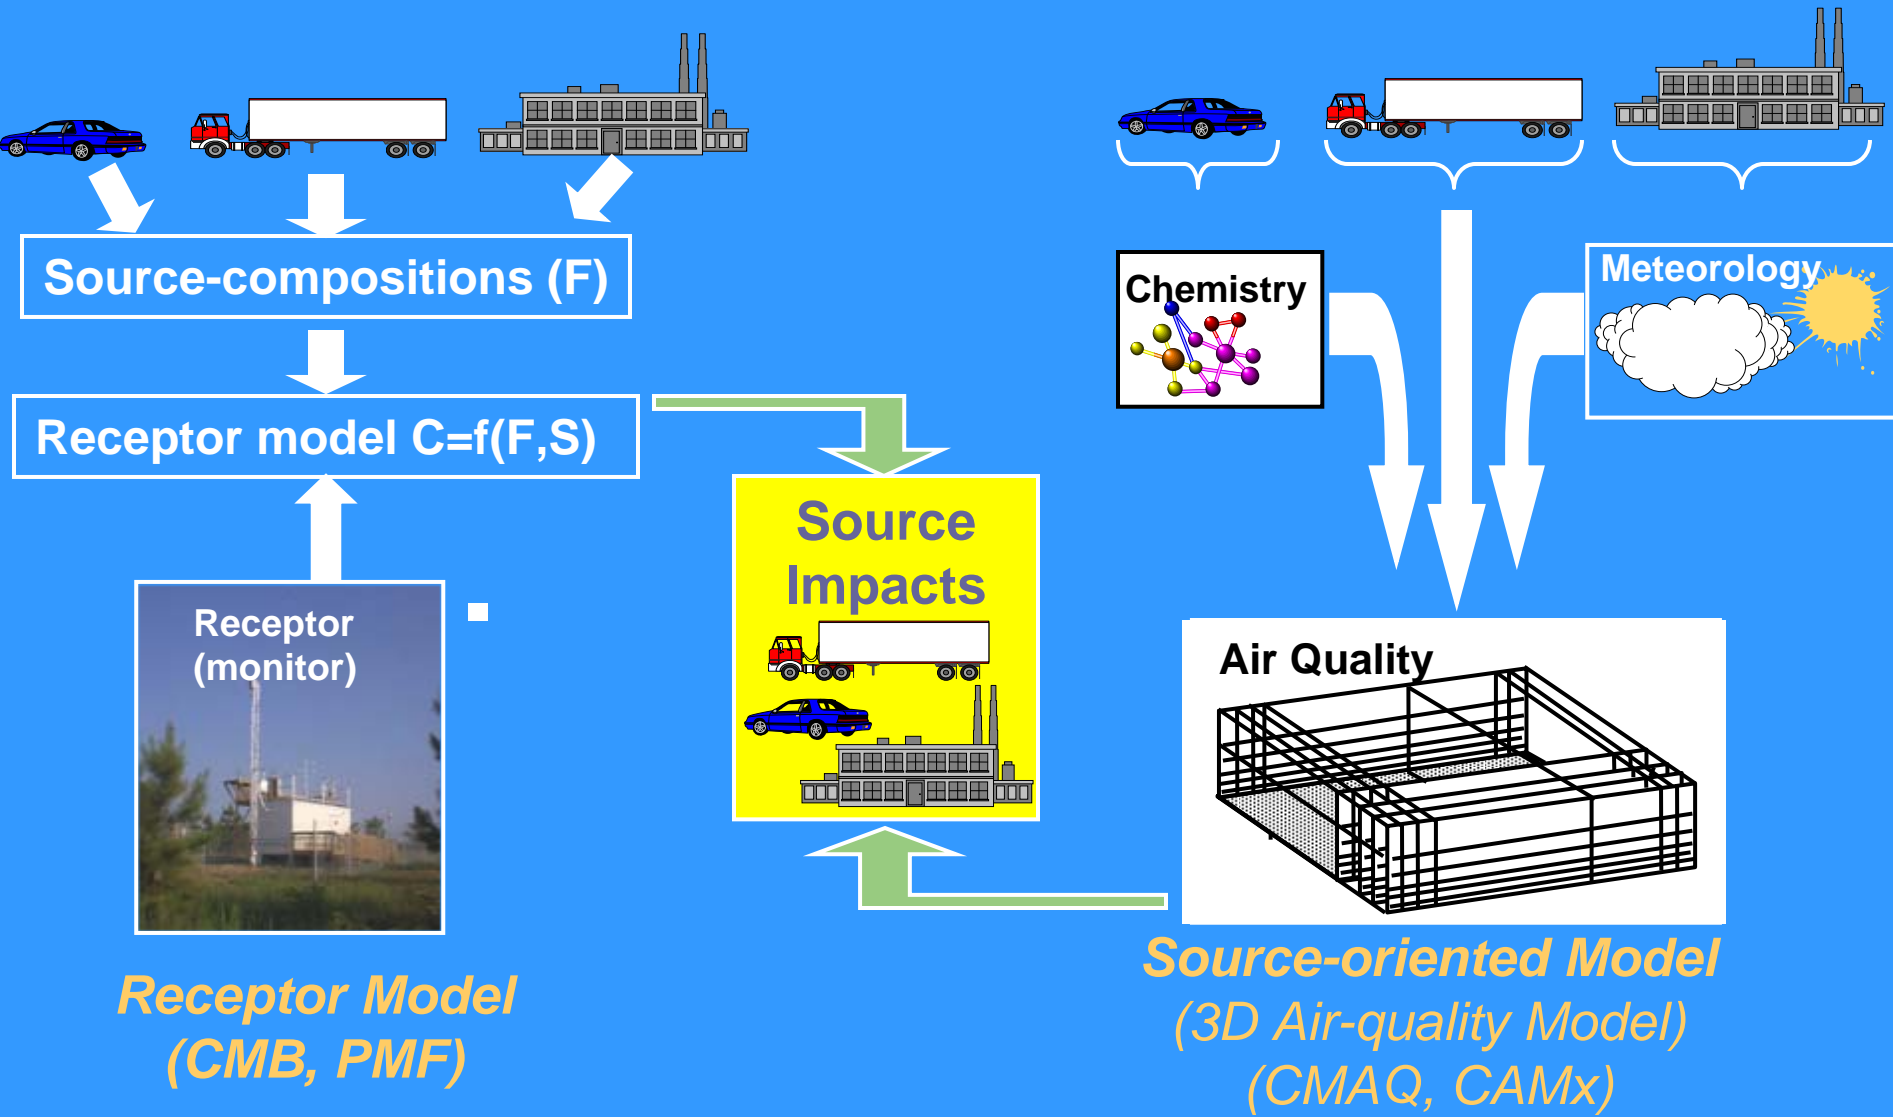 Source-compositions (F)
Receptor model C=f(F,S)
Receptor
(monitor)
Receptor Model
(CMB, PMF)
Source
Impacts
Chemistry
Meteorology
Air Quality
Source-oriented Model
(3D Air-quality Model)
(CMAQ, CAMx)